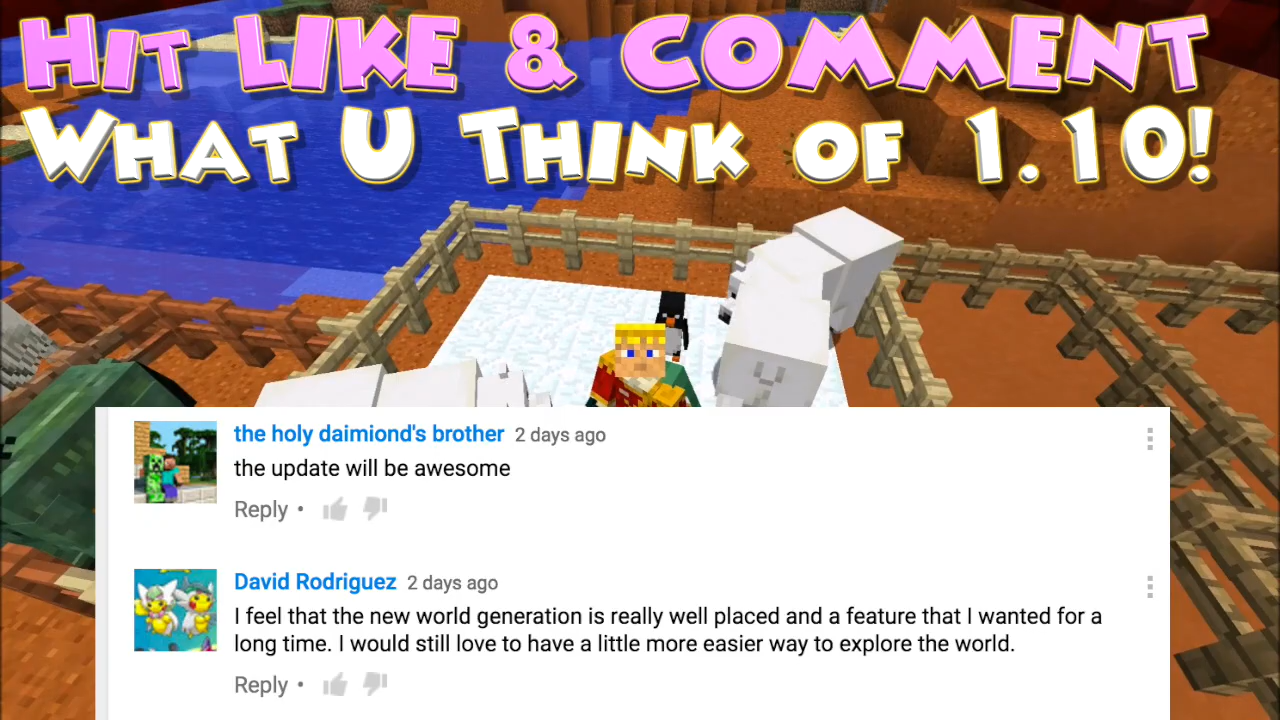 Hit LIKE & COMMENT
What U Think of 1.10!
the holy daimiond's brother 2 days ago
the update will be awesome
Reply •
David Rodriguez 2 days ago
I feel that the new world generation is really well placed and a feature that I wanted for a
long time. I would still love to have a little more easier way to explore the world.
Reply •